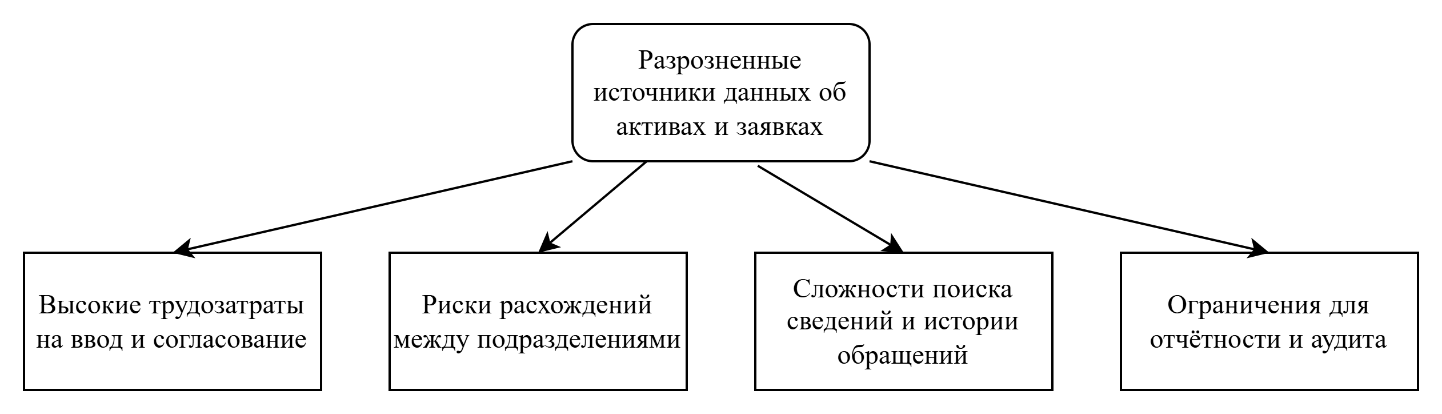 Разрозненные
источники данных об
активах и заявках
Высокие трудозатраты
на ввод и согласование
Риски расхождений
между подразделениями
Сложности поиска
сведений и истории
обращений
Ограничения для
отчётности и аудита